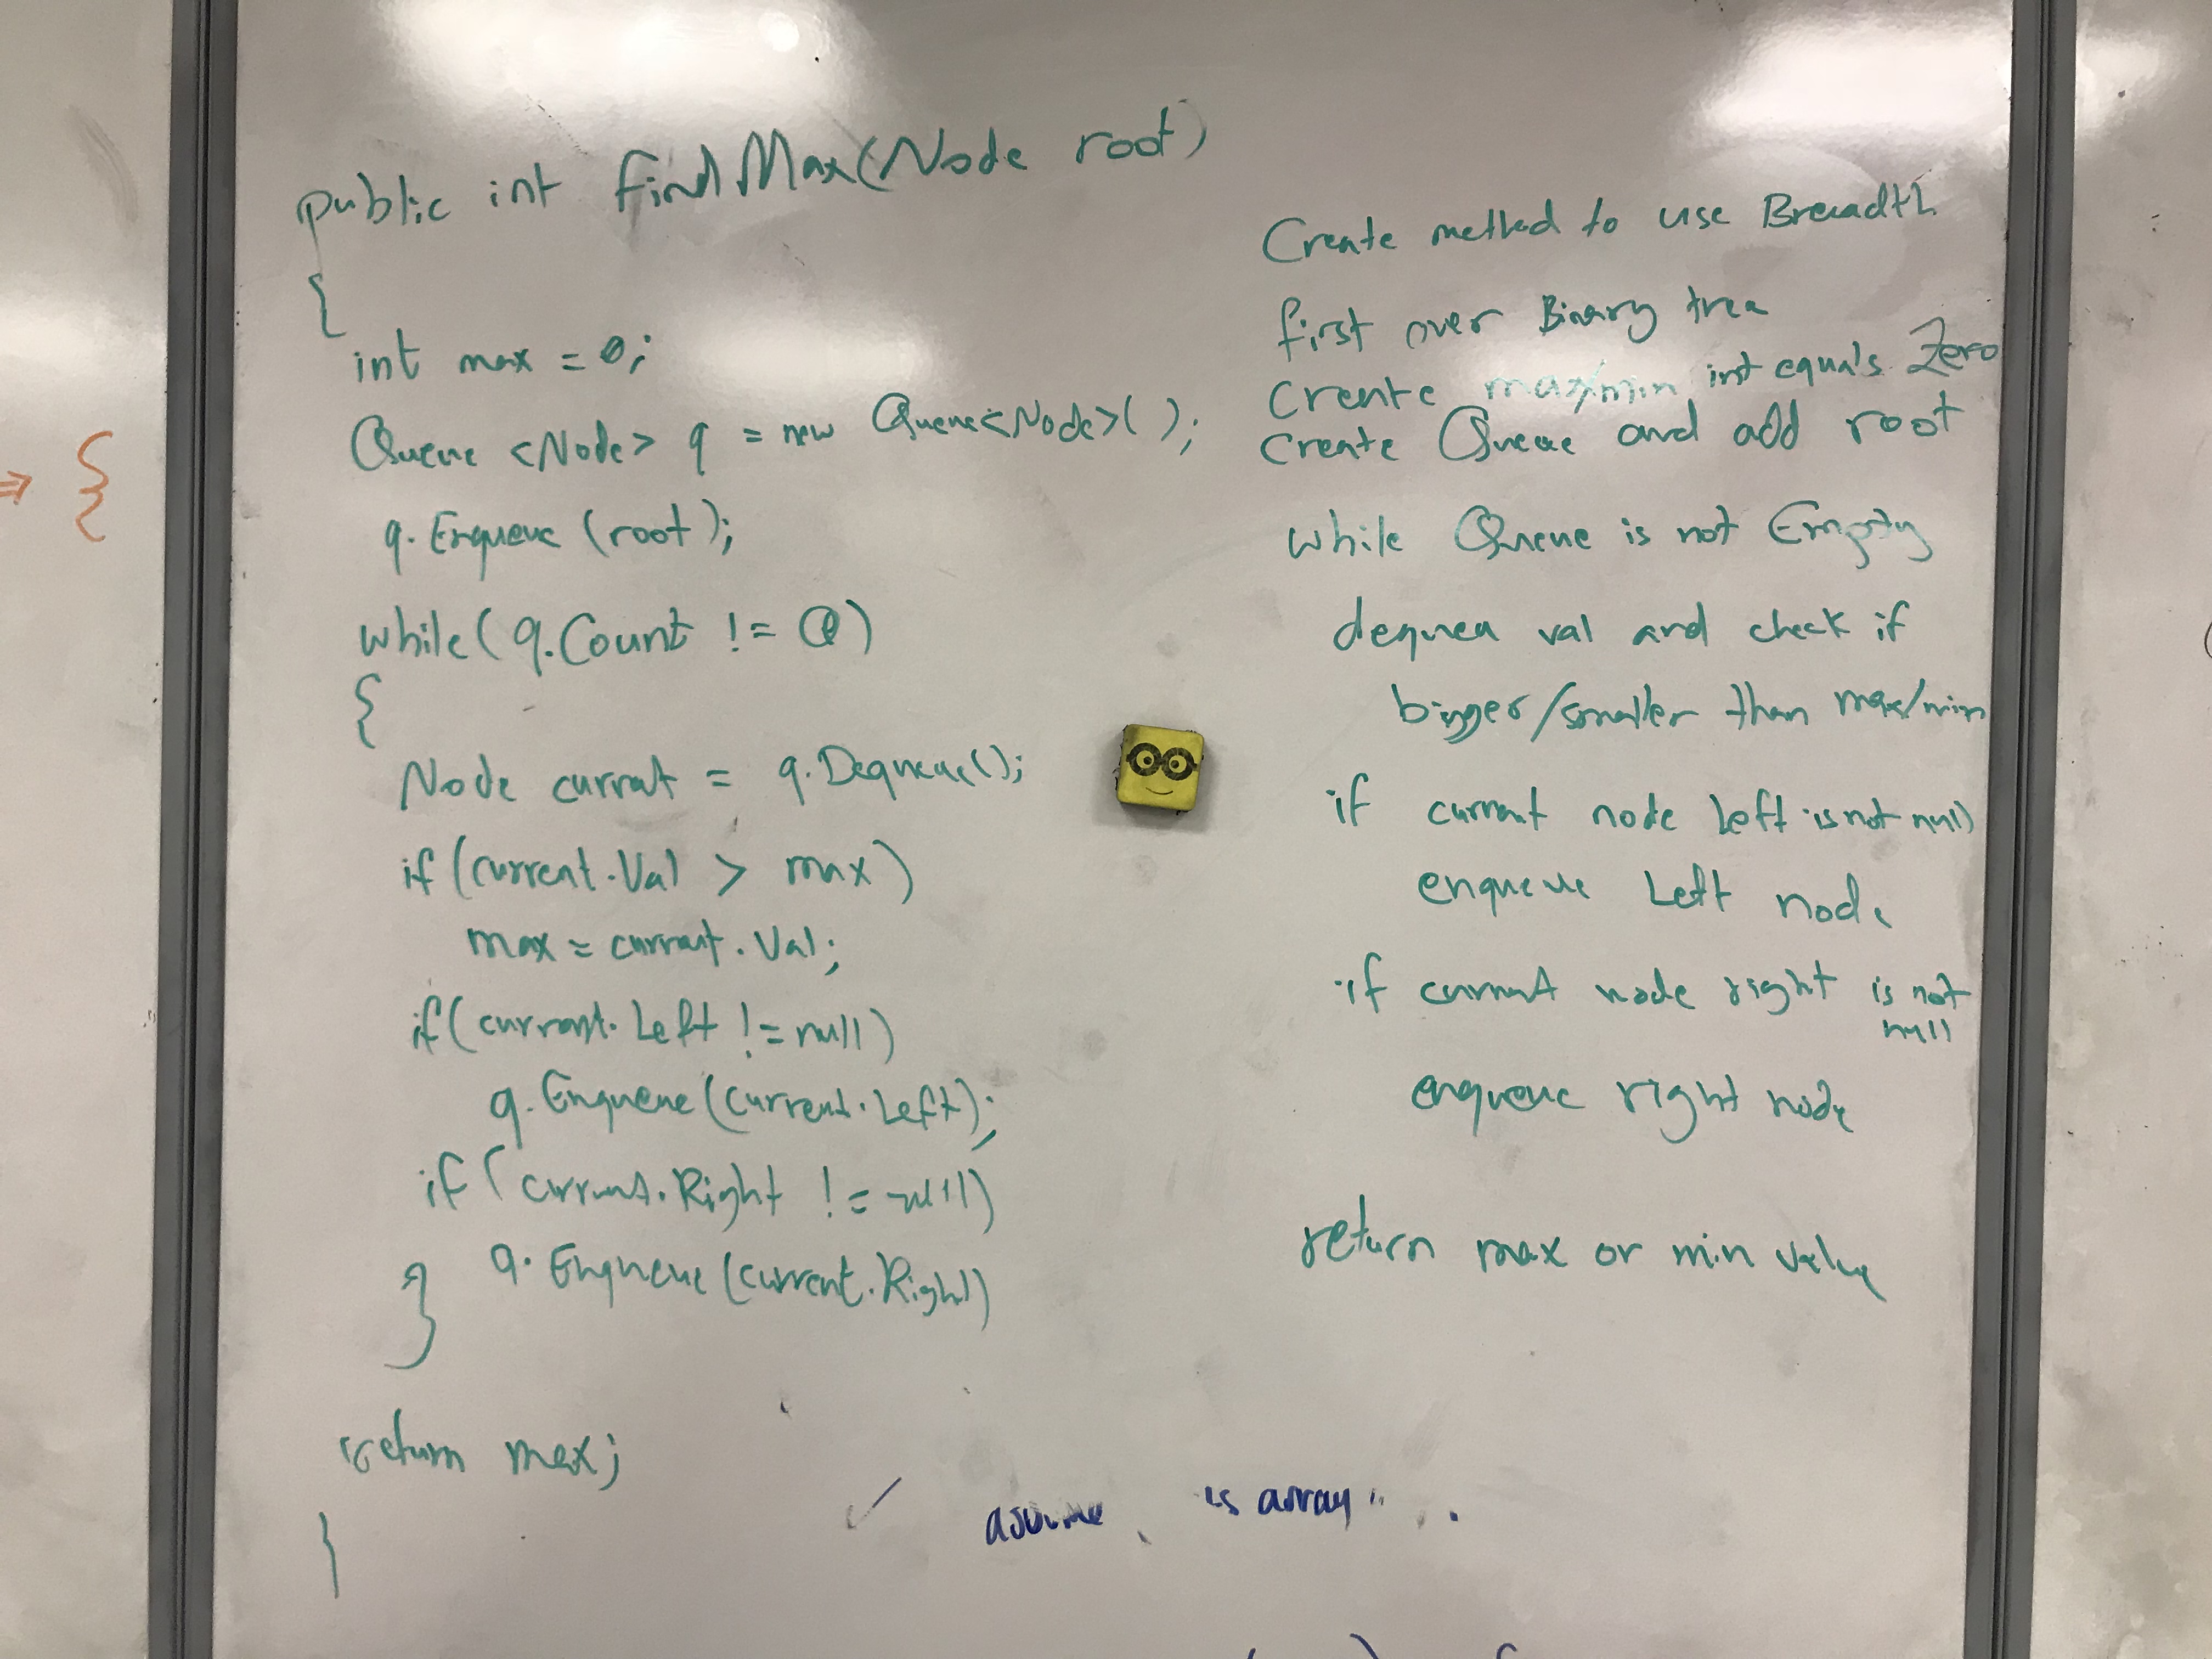 public int findMax(Node root)
{
int max = 0;
Queue <Node> q = new Queue<Node>( );
q. Enqueue (root);
while( q.Count != 0)
{
Node current = q.Dequeue();
if (current.Val > max)
max = current.Val;
if( current.Left != null)
q.Enqueue(current.Left);
if ( current.Right != null)
q.Enqueue (current.Right)
}
return max;
}
Create method to use Breadth
first over Binary tree
Create max/min int equals Zero
Create Queue and add root
while Queue is not Empty
dequeu val and check if
bigger/smaller than max/min
if current node Left is not null
enqueue Left node
if current node right is not
null
enqueue right node
return max or min value
assume is array
⇒ {